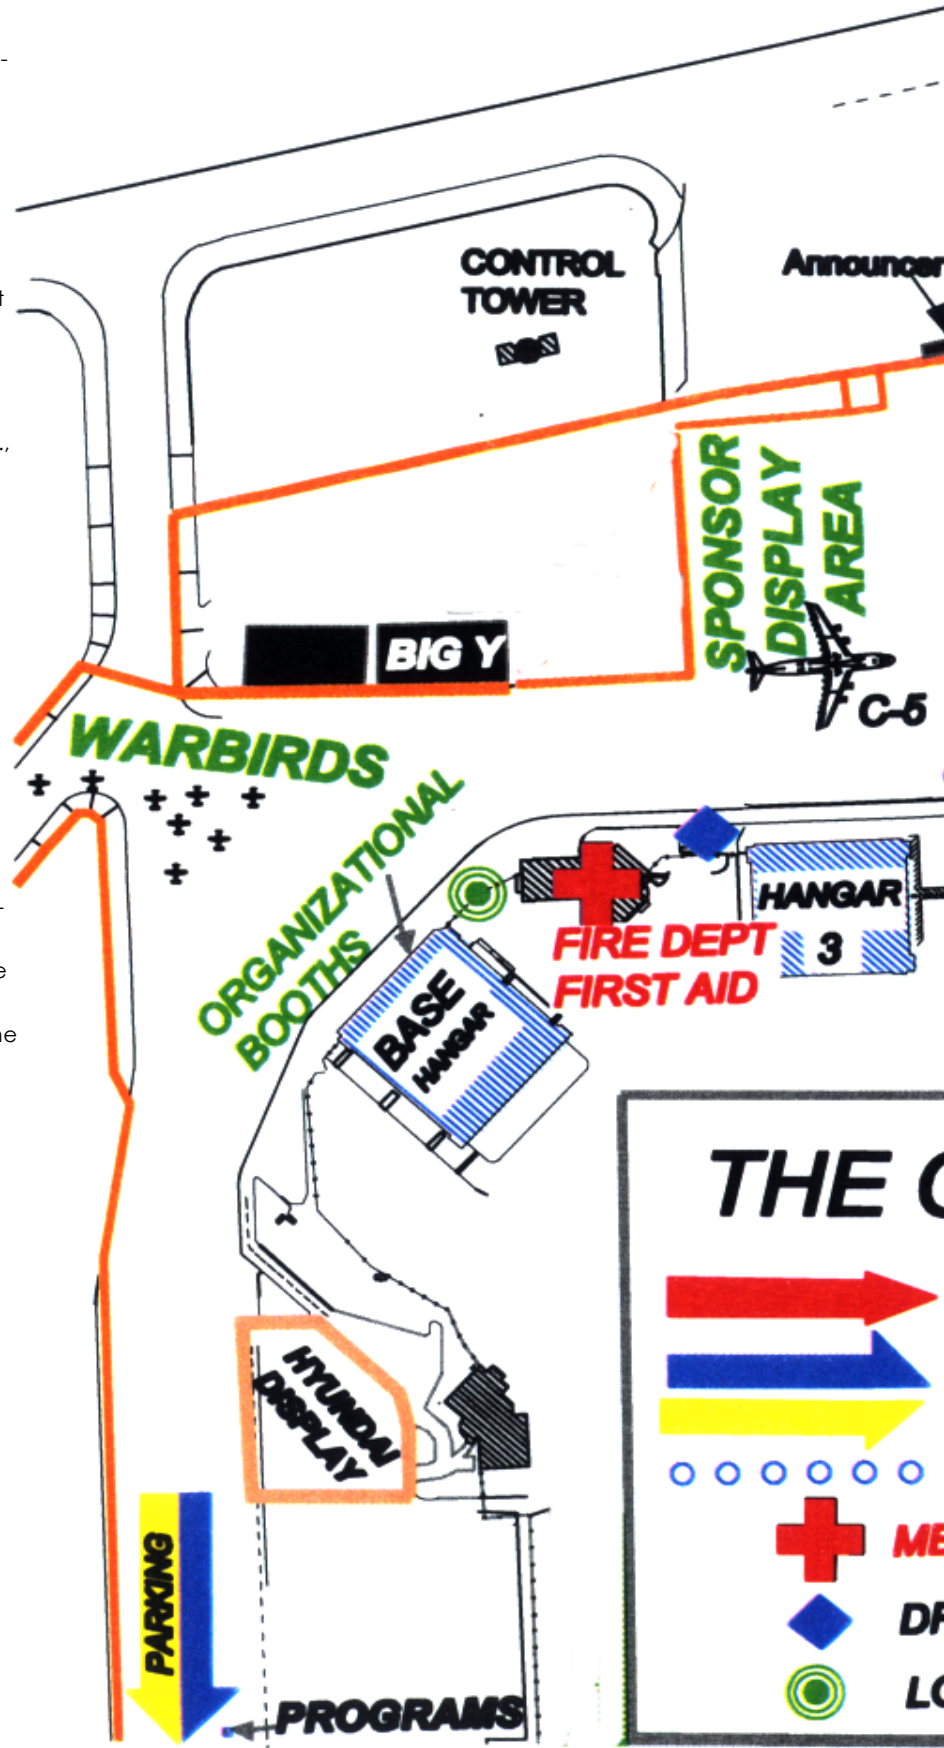 CONTROL
TOWER
Announcer
SPONSOR
DISPLAY
AREA
BIG Y
C-5
WARBIRDS
ORGANIZATIONAL
BOOTHS
HANGAR
3
FIRE DEPT
FIRST AID
BASE
HANGAR
THE
HYUNDAI
DISPLAY
PARKING
PROGRAMS